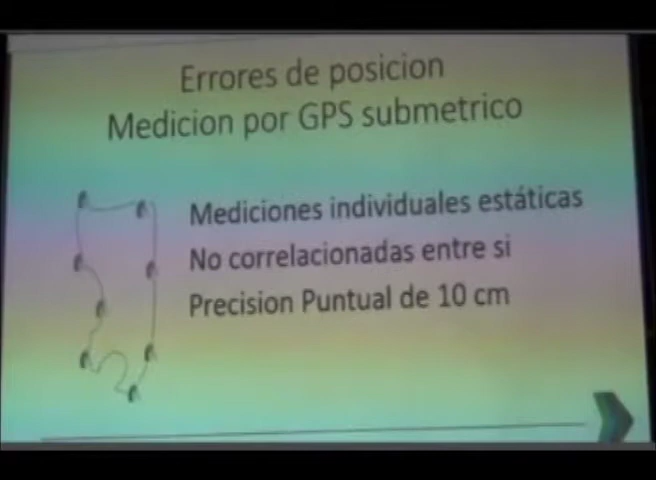 Errores de posicion
Medicion por GPS submetrico
Mediciones individuales estáticas
No correlacionadas entre si
Precision Puntual de 10 cm